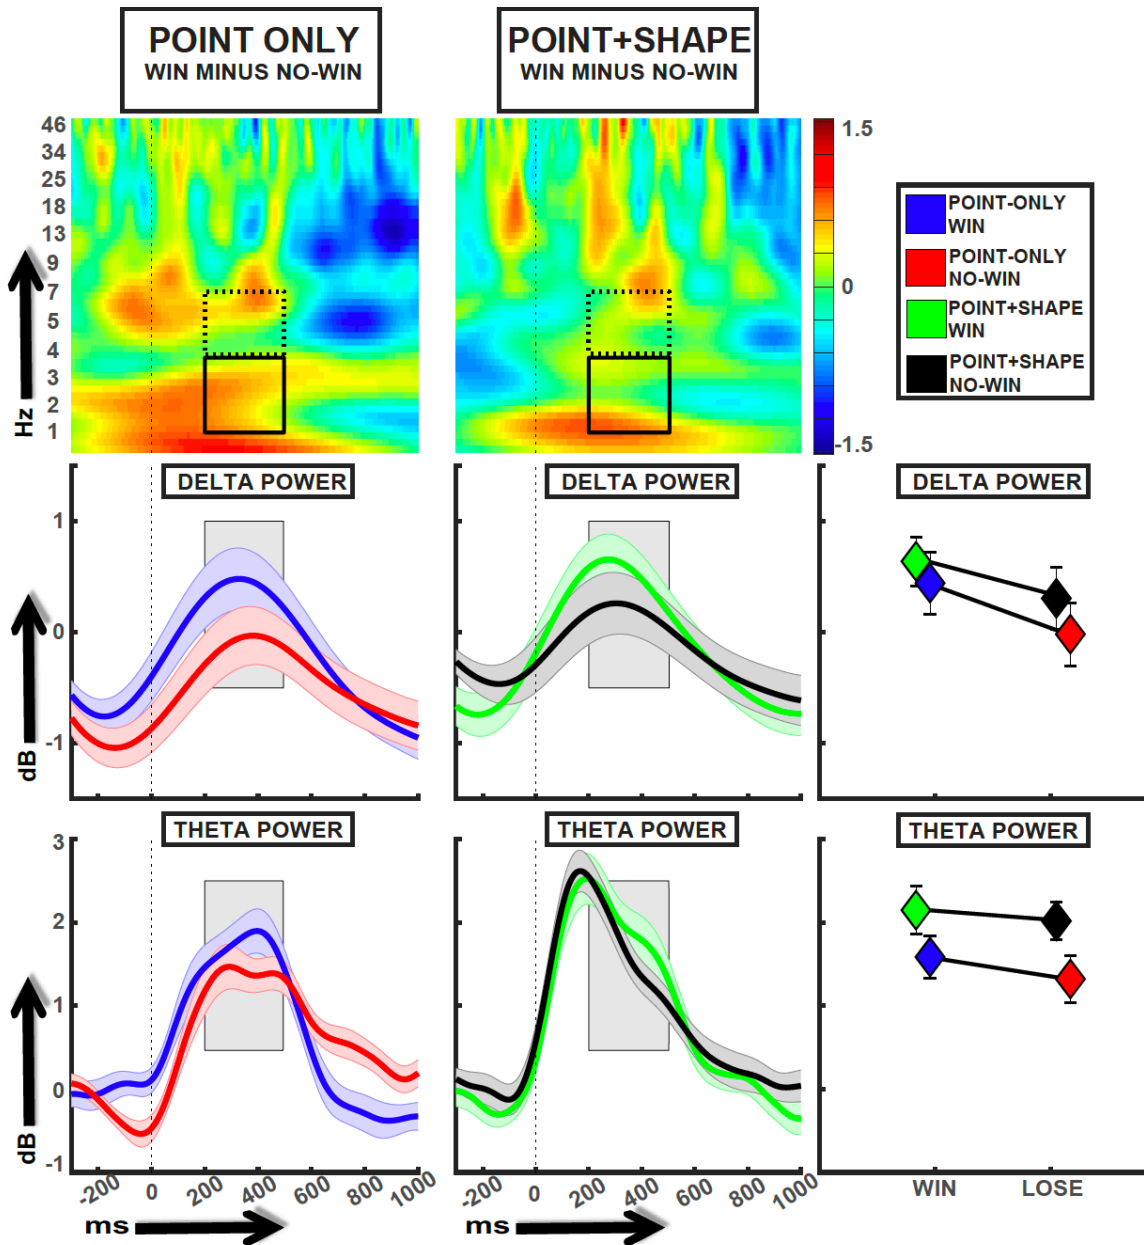 POINT ONLY
WIN MINUS NO-WIN
POINT+SHAPE
WIN MINUS NO-WIN
46
34
25
18
13
9
7
5
4
3
2
1
Hz
1.5
0
-1.5
POINT-ONLY
WIN
POINT-ONLY
NO-WIN
POINT+SHAPE
WIN
POINT+SHAPE
NO-WIN
DELTA POWER
DELTA POWER
DELTA POWER
1
0
-1
dB
THETA POWER
THETA POWER
THETA POWER
3
2
1
0
-1
dB
-200 0 200 400 600 800 1000
-200 0 200 400 600 800 1000
WIN LOSE
ms
ms